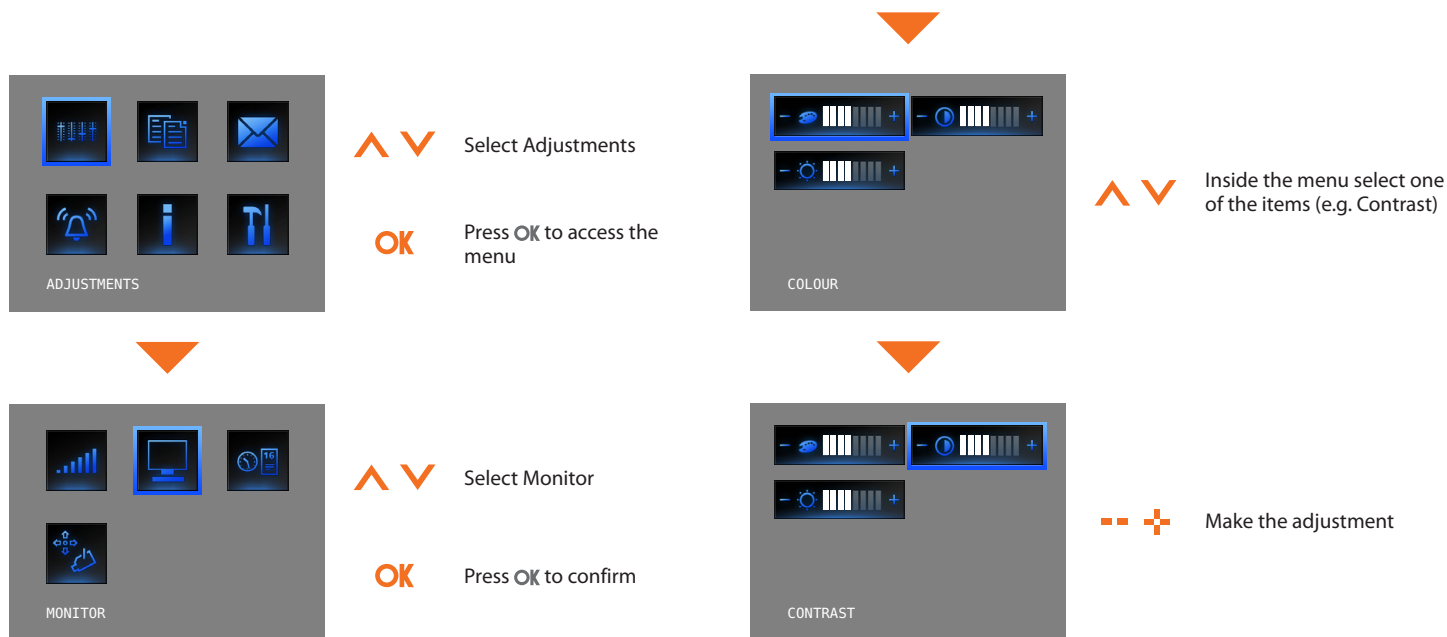 Select Adjustments
OK
Press OK to access the
menu
ADJUSTMENTS
16
Select Monitor
OK
Press OK to confirm
MONITOR
Inside the menu select one
of the items (e.g. Contrast)
COLOUR
Make the adjustment
CONTRAST